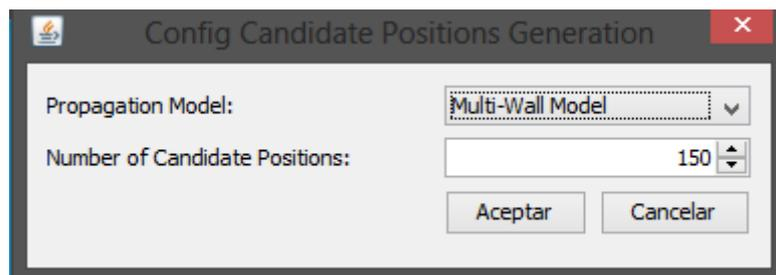 Config Candidate Positions Generation
Propagation Model: Multi-Wall Model
Number of Candidate Positions: 150
Aceptar Cancelar